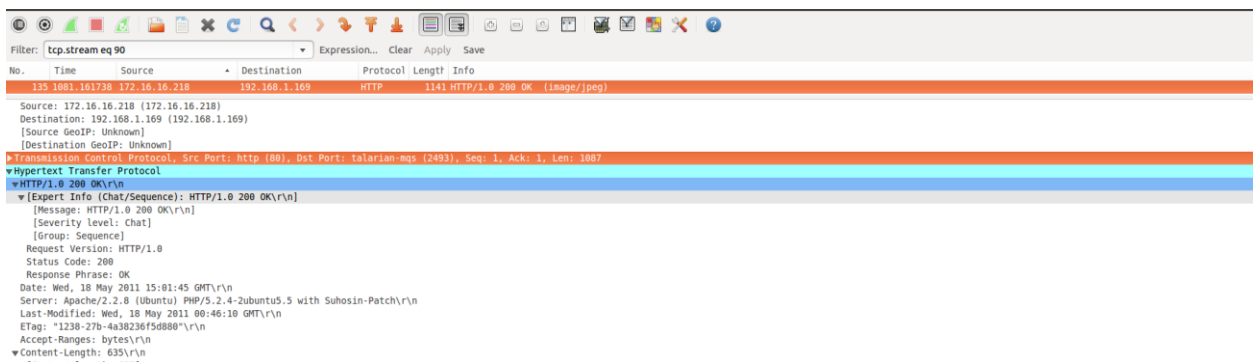 Filter: tcp.stream eq 90 Expression... Clear Apply Save
No. Time Source Destination Protocol Length Info
135 1081.161738 172.16.16.218 192.168.1.169 HTTP 1141 HTTP/1.0 200 OK (image/jpeg)
Source: 172.16.16.218 (172.16.16.218)
Destination: 192.168.1.169 (192.168.1.169)
[Source GeoIP: Unknown]
[Destination GeoIP: Unknown]
Transmission Control Protocol, Src Port: http (80), Dst Port: talarian-mqs (2493), Seq: 1, Ack: 1, Len: 1087
Hypertext Transfer Protocol
HTTP/1.0 200 OK\r\n
[Expert Info (Chat/Sequence): HTTP/1.0 200 OK\r\n]
[Message: HTTP/1.0 200 OK\r\n]
[Severity level: Chat]
[Group: Sequence]
Request Version: HTTP/1.0
Status Code: 200
Response Phrase: OK
Date: Wed, 18 May 2011 15:01:45 GMT\r\n
Server: Apache/2.2.8 (Ubuntu) PHP/5.2.4-2ubuntu5.5 with Suhosin-Patch\r\n
Last-Modified: Wed, 18 May 2011 00:46:10 GMT\r\n
ETag: "1238-27b-4a38236f5d880"\r\n
Accept-Ranges: bytes\r\n
Content-Length: 635\r\n